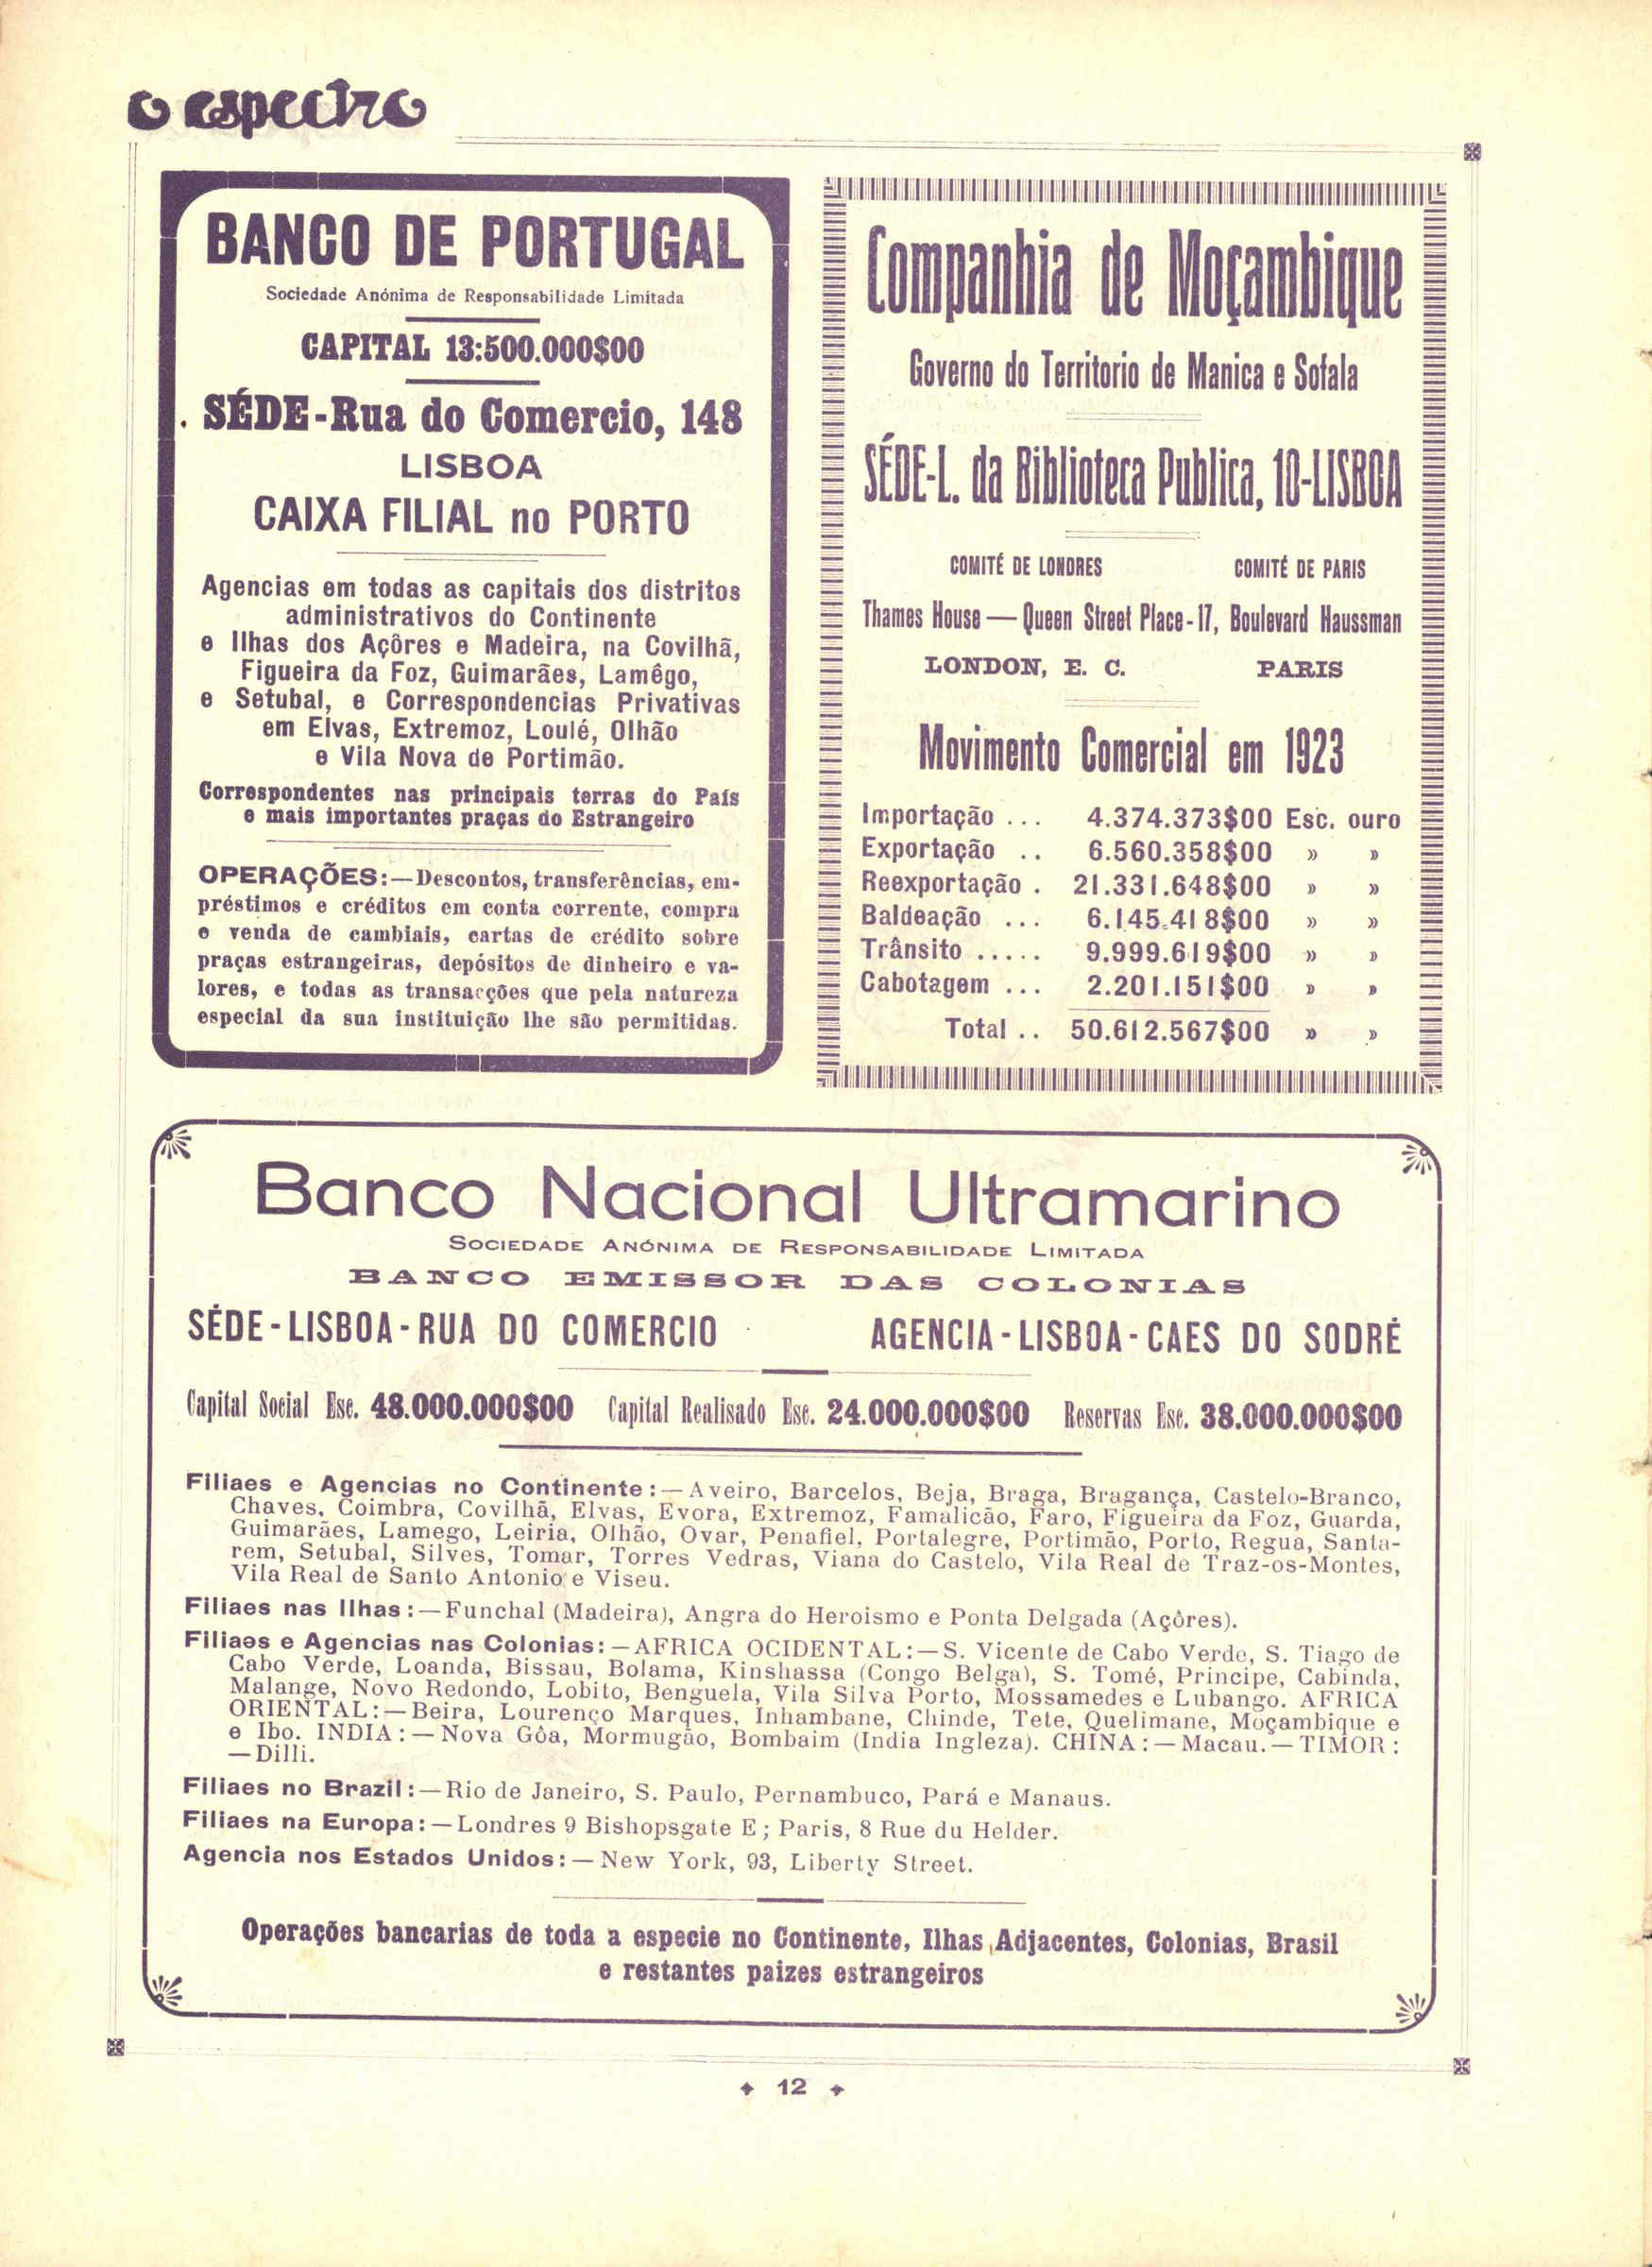 o espectro
BANCO DE PORTUGAL
Sociedade Anónima de Responsabilidade Limitada
CAPITAL 13:500.000$00
SÉDE-Rua do Comercio, 148
LISBOA
CAIXA FILIAL no PORTO
Agencias em todas as capitais dos distritos
administrativos do Continente
e Ilhas dos Açôres e Madeira, na Covilhã,
Figueira da Foz, Guimarães, Lamêgo,
e Setubal, e Correspondencias Privativas
em Elvas, Extremoz, Loulé, Olhão
e Vila Nova de Portimão.
Correspondentes nas principais terras do País
e mais importantes praças do Estrangeiro
OPERAÇÕES:—Descontos, transferências, em-
préstimos e créditos em conta corrente, compra
e venda de cambiais, cartas de crédito sobre
praças estrangeiras, depósitos de dinheiro e va-
lores, e todas as transacções que pela natureza
especial da sua instituição lhe são permitidas.
Companhia de Moçambique
Governo do Territorio de Manica e Sofala
SÉDE-L. da Biblioteca Publica, 10-LISBOA
COMITÉ DE LONDRES COMITÉ DE PARIS
Thames House — Queen Street Place-17, Boulevard Haussman
LONDON, E. C. PARIS
Movimento Comercial em 1923
Importação ... 4.374.373$00 Esc. ouro
Exportação .. 6.560.358$00 » »
Reexportação . 21.331.648$00 » »
Baldeação ... 6.145.418$00 » »
Trânsito ..... 9.999.619$00 » »
Cabotagem ... 2.201.151$00 » »
Total .. 50.612.567$00 » »
Banco Nacional Ultramarino
SOCIEDADE ANÓNIMA DE RESPONSABILIDADE LIMITADA
BANCO EMISSOR DAS COLONIAS
SÉDE-LISBOA-RUA DO COMERCIO AGENCIA-LISBOA-CAES DO SODRÉ
Capital Social Esc. 48.000.000$00 Capital Realisado Esc. 24.000.000$00 Reservas Esc. 38.000.000$00
Filiaes e Agencias no Continente:—Aveiro, Barcelos, Beja, Braga, Bragança, Castelo-Branco,
Chaves, Coimbra, Covilhã, Elvas, Evora, Extremoz, Famalicão, Faro, Figueira da Foz, Guarda,
Guimarães, Lamego, Leiria, Olhão, Ovar, Penafiel, Portalegre, Portimão, Porto, Regua, Santa-
rem, Setubal, Silves, Tomar, Torres Vedras, Viana do Castelo, Vila Real de Traz-os-Montes,
Vila Real de Santo Antonio e Viseu.
Filiaes nas Ilhas:—Funchal (Madeira), Angra do Heroismo e Ponta Delgada (Açôres).
Filiaes e Agencias nas Colonias:—AFRICA OCIDENTAL:—S. Vicente de Cabo Verde, S. Tiago de
Cabo Verde, Loanda, Bissau, Bolama, Kinshassa (Congo Belga), S. Tomé, Principe, Cabinda,
Malange, Novo Redondo, Lobito, Benguela, Vila Silva Porto, Mossamedes e Lubango. AFRICA
ORIENTAL:—Beira, Lourenço Marques, Inhambane, Chinde, Tete, Quelimane, Moçambique e
e Ibo. INDIA:—Nova Gôa, Mormugão, Bombaim (India Ingleza). CHINA:—Macau.—TIMOR:
—Dilli.
Filiaes no Brazil:—Rio de Janeiro, S. Paulo, Pernambuco, Pará e Manaus.
Filiaes na Europa:—Londres 9 Bishopsgate E; Paris, 8 Rue du Helder.
Agencia nos Estados Unidos:—New York, 93, Liberty Street.
Operações bancarias de toda a especie no Continente, Ilhas Adjacentes, Colonias, Brasil
e restantes paizes estrangeiros
12